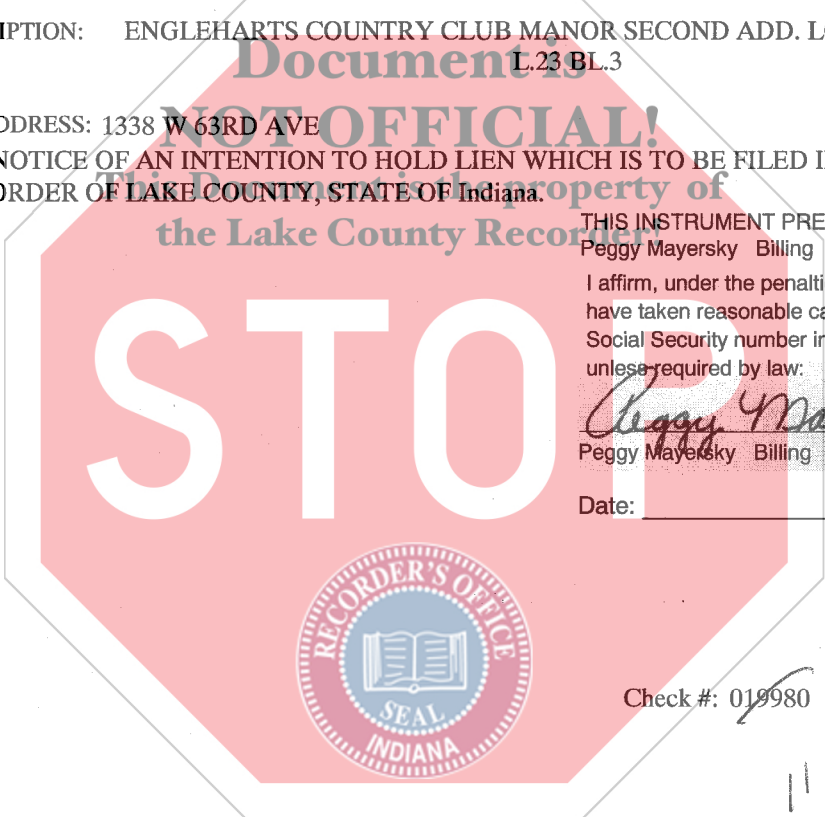 IPTION: ENGLEHARTS COUNTRY CLUB MANOR SECOND ADD. L
Document is
L.23 BL.3
DDRESS: 1338 W 63RD AVE
NOT OFFICIAL!
NOTICE OF AN INTENTION TO HOLD LIEN WHICH IS TO BE FILED I
This Document is the property of
ORDER OF LAKE COUNTY, STATE OF Indiana.
the Lake County Recorder!
THIS INSTRUMENT PRE
Peggy Mayersky Billing
I affirm, under the penalti
have taken reasonable ca
Social Security number in
unless required by law:
STOP
Peggy Ma
Peggy Mayersky Billing
Date:
RECORDER'S OFFICE
SEAL
INDIANA
Check #: 019980